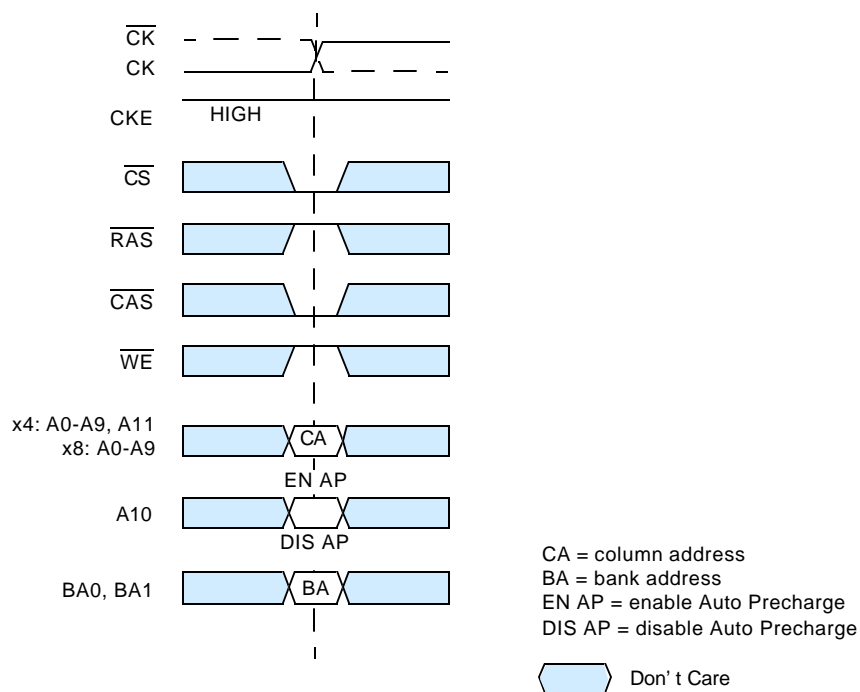 CK
CK
CKE
HIGH
CS
RAS
CAS
WE
x4: A0-A9, A11
x8: A0-A9
CA
EN AP
A10
DIS AP
BA0, BA1
BA
CA = column address
BA = bank address
EN AP = enable Auto Precharge
DIS AP = disable Auto Precharge
Don' t Care